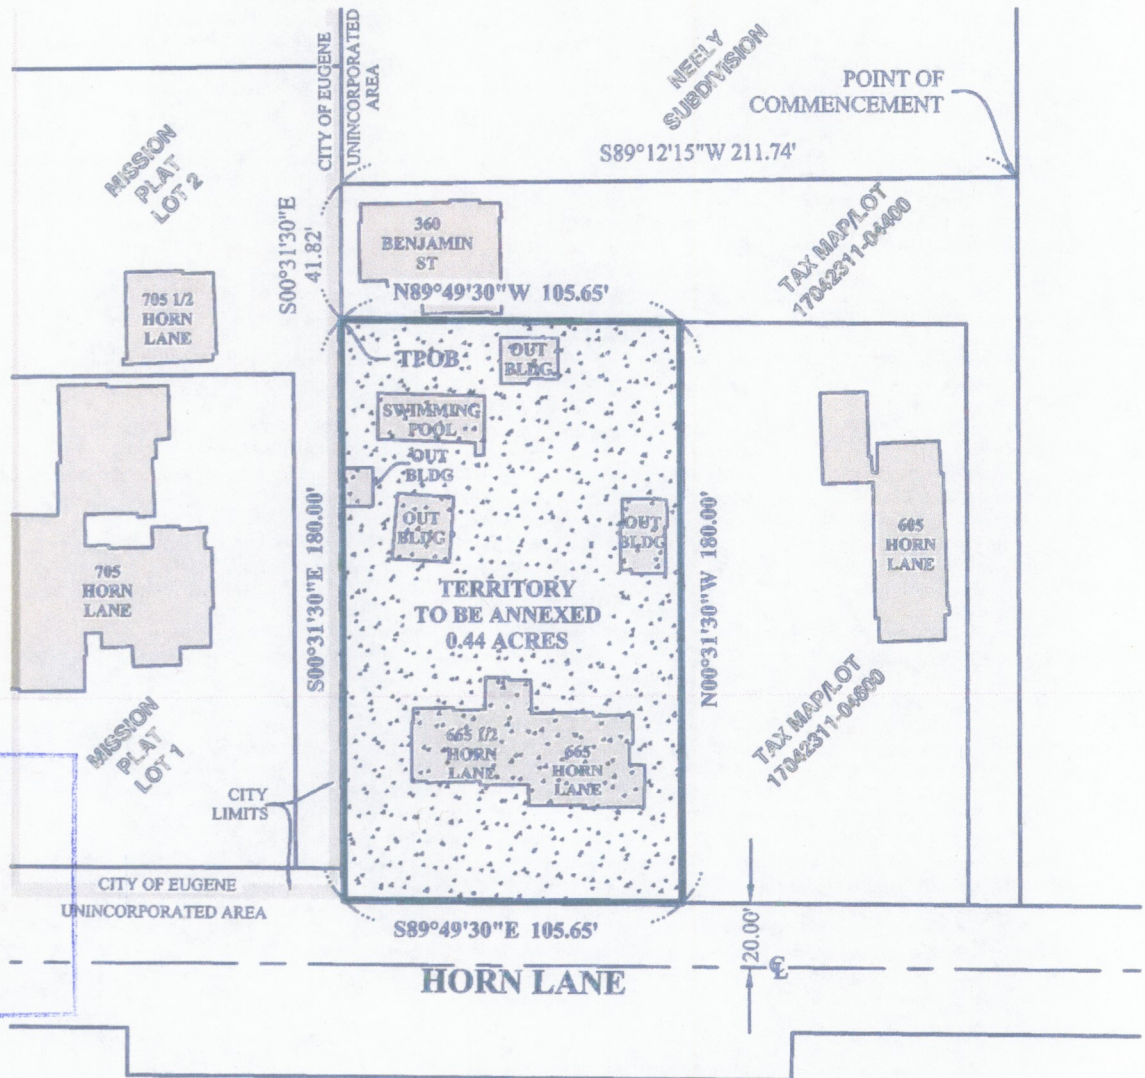 CITY OF EUGENE
UNINCORPORATED
AREA
NEELY
SUBDIVISION
POINT OF
COMMENCEMENT
S89°12'15"W 211.74'
MISSION
PLAT
LOT 2
S00°31'30"E
41.82'
360
BENJAMIN
ST
TAX MAP/LOT
17042311-04400
N89°49'30"W 105.65'
705 1/2
HORN
LANE
TPOB
OUT
BLDG
SWIMMING
POOL
OUT
BLDG
OUT
BLDG
OUT
BLDG
S00°31'30"E 180.00'
N00°31'30"W 180.00'
605
HORN
LANE
705
HORN
LANE
TERRITORY
TO BE ANNEXED
0.44 ACRES
MISSION
PLAT
LOT 1
665 1/2
HORN
LANE
665
HORN
LANE
TAX MAP/LOT
17042311-04600
CITY
LIMITS
CITY OF EUGENE
UNINCORPORATED AREA
S89°49'30"E 105.65'
20.00'
HORN LANE
℄